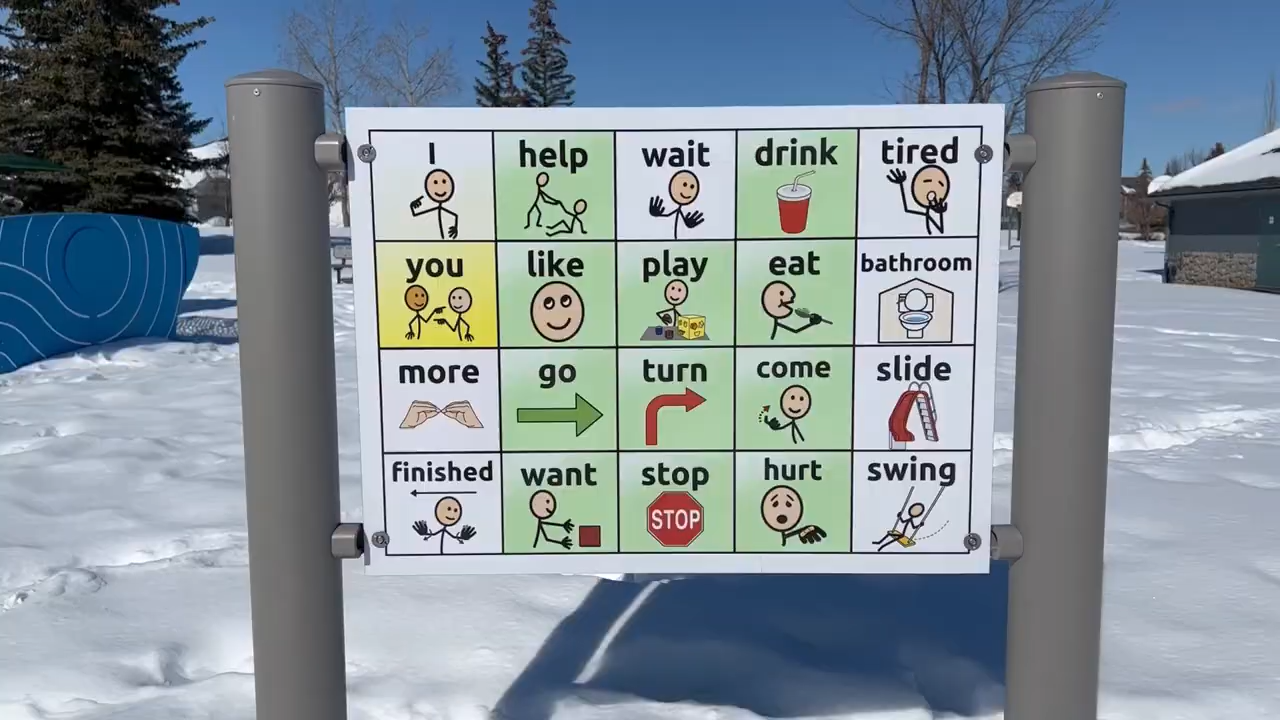 I help wait drink tired
you like play eat bathroom
more go turn come slide
finished want stop hurt swing
STOP